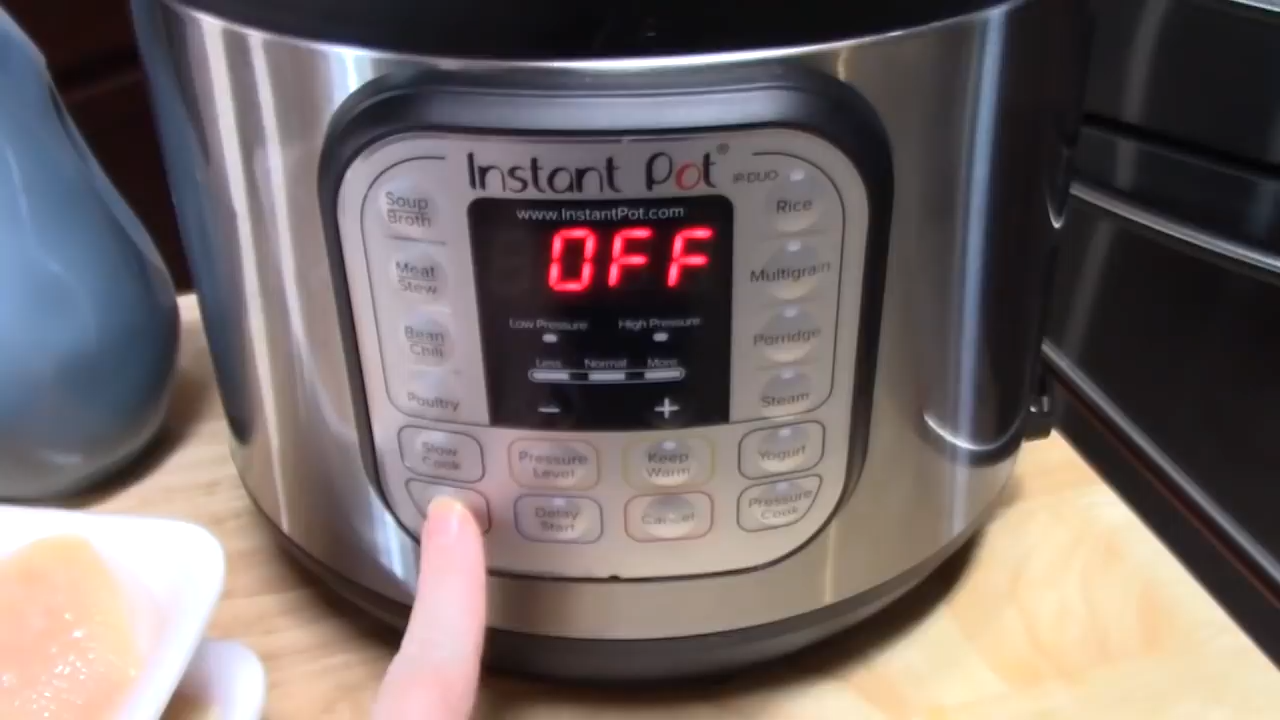 Instant Pot®
IP-DUO
www.InstantPot.com
OFF
Low Pressure
High Pressure
Less
Normal
More
−
+
Soup
Broth
Meat
Stew
Bean
Chili
Poultry
Rice
Multigrain
Porridge
Steam
Slow
Cook
Pressure
Level
Keep
Warm
Yogurt
Delay
Start
Cancel
Pressure
Cook